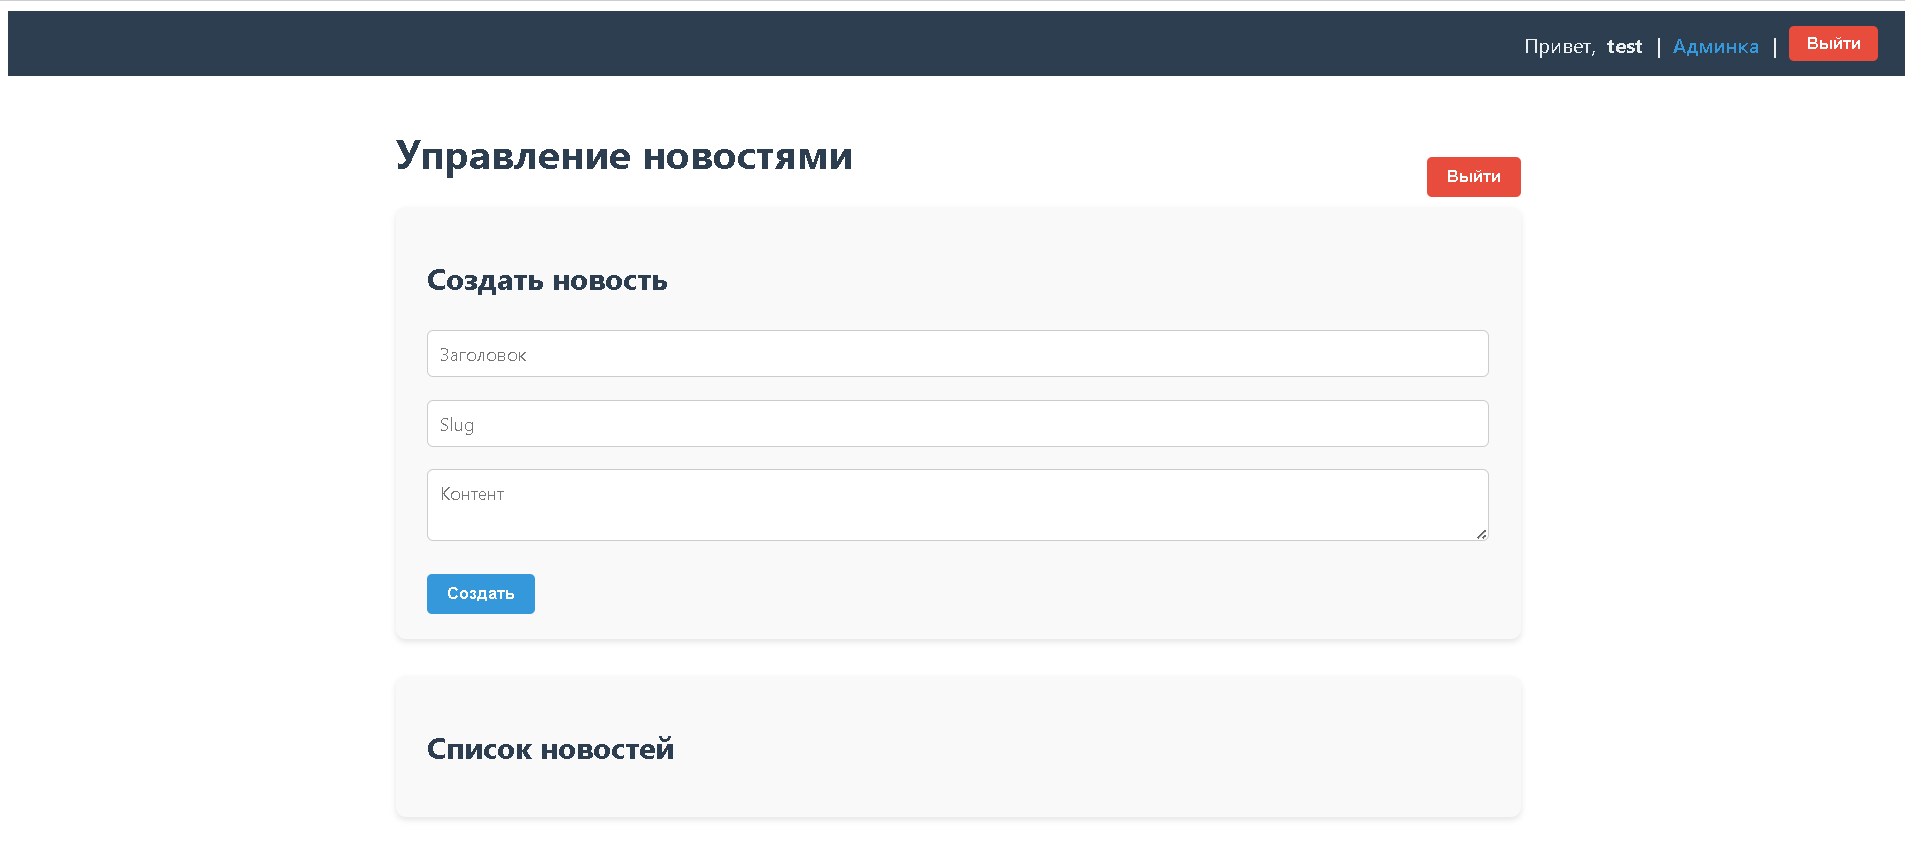 Привет, test | Админка | Выйти
Управление новостями
Выйти
Создать новость
Заголовок
Slug
Контент
Создать
Список новостей